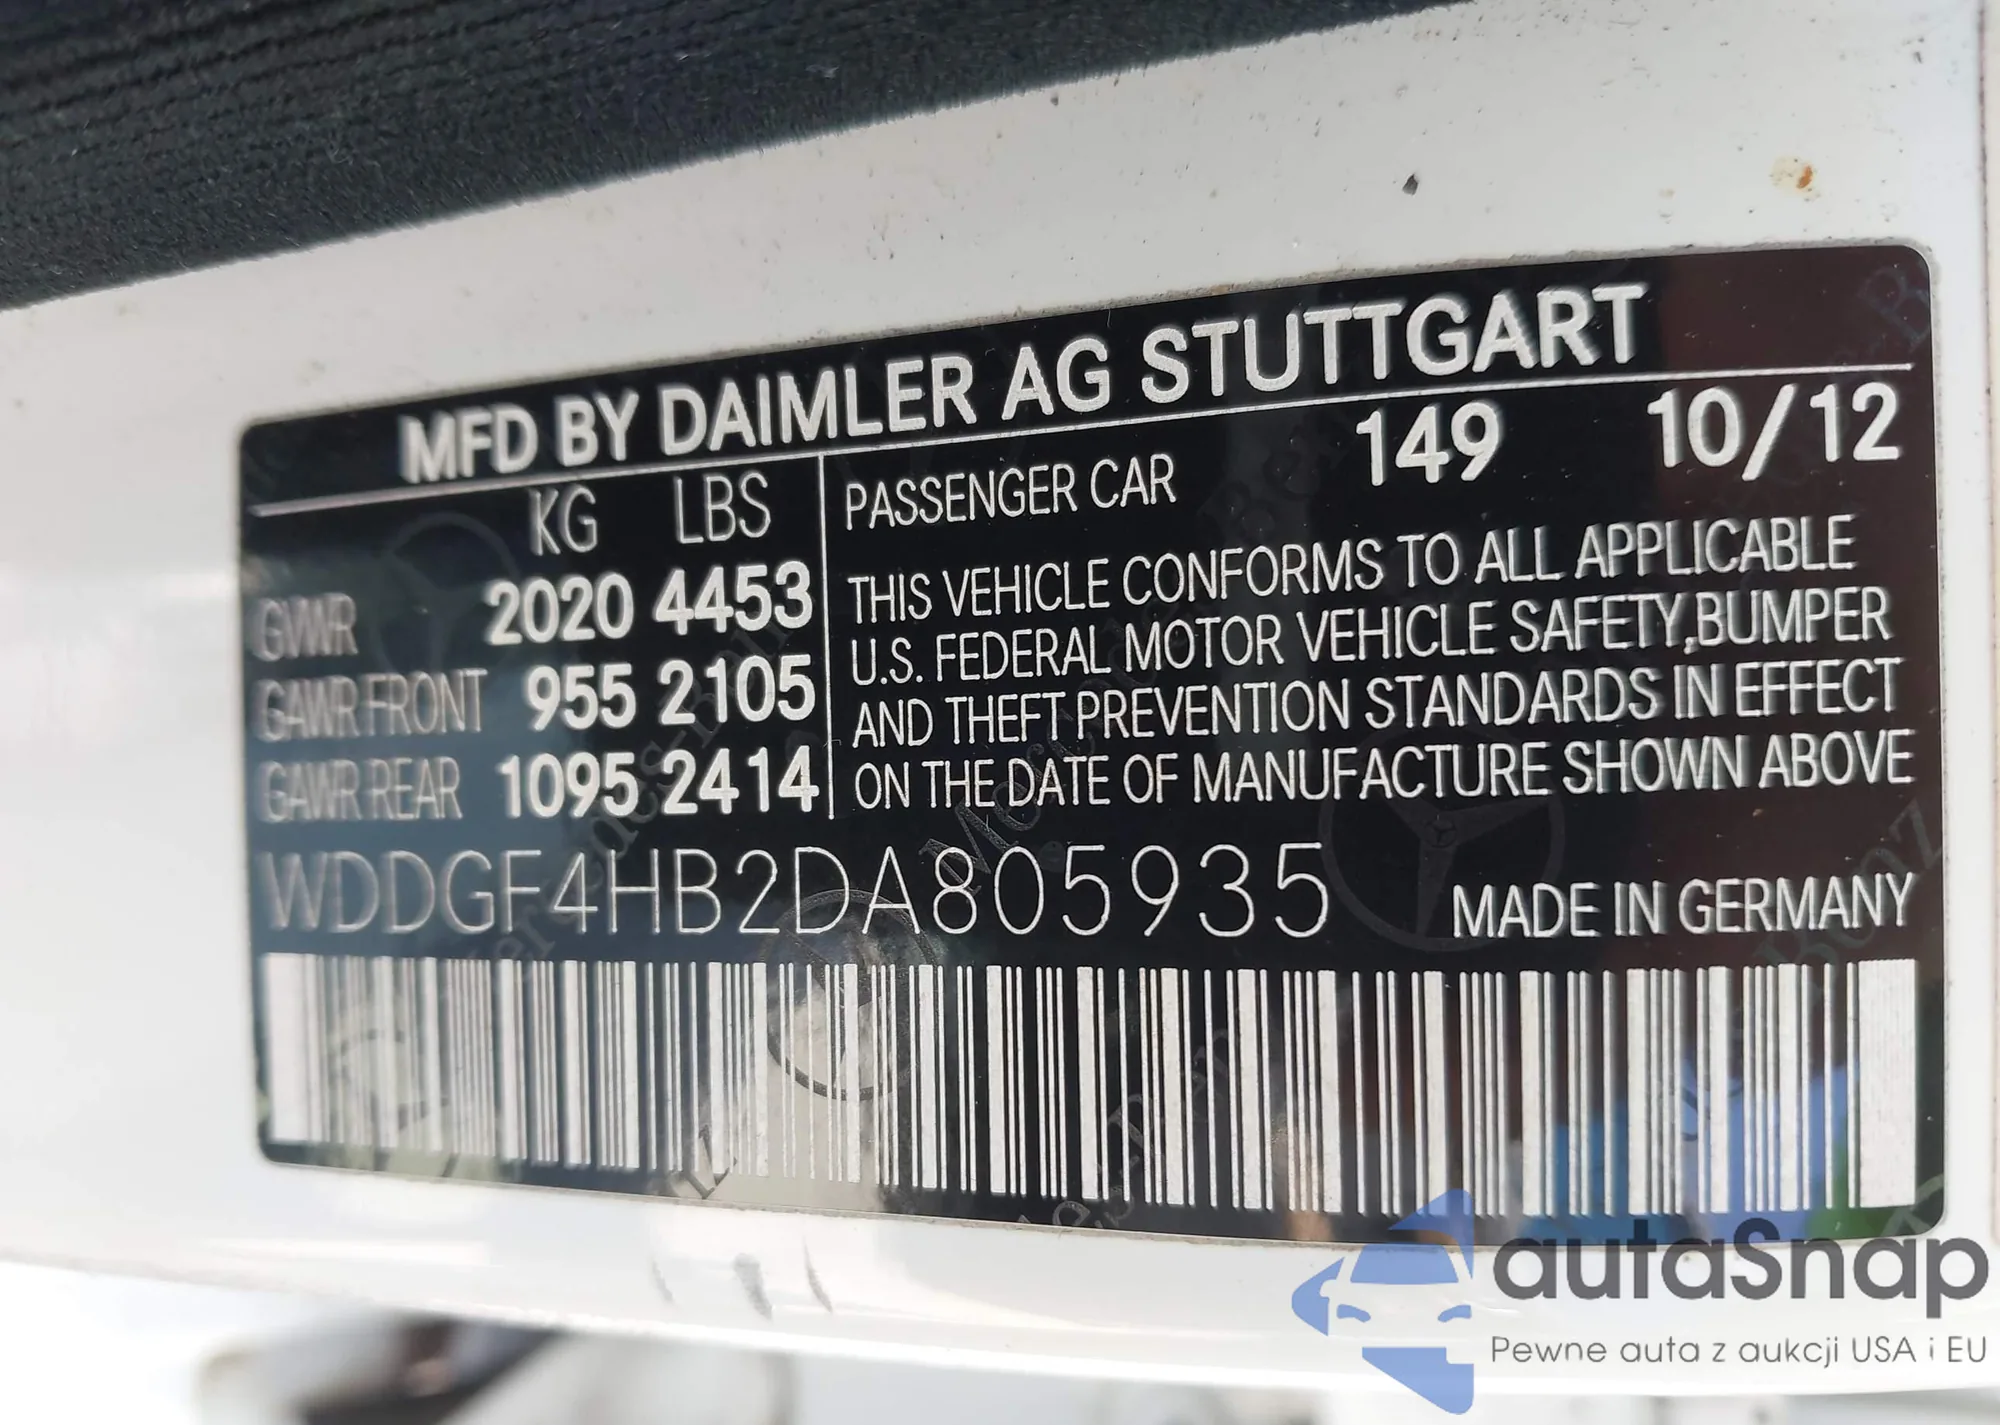 MFD BY DAIMLER AG STUTTGART
KG LBS
GVWR 2020 4453
GAWR FRONT 955 2105
GAWR REAR 1095 2414
PASSENGER CAR 149 10/12
THIS VEHICLE CONFORMS TO ALL APPLICABLE
U.S. FEDERAL MOTOR VEHICLE SAFETY,BUMPER
AND THEFT PREVENTION STANDARDS IN EFFECT
ON THE DATE OF MANUFACTURE SHOWN ABOVE
WDDGF4HB2DA805935
MADE IN GERMANY
autaSnap
Pewne auta z aukcji USA i EU